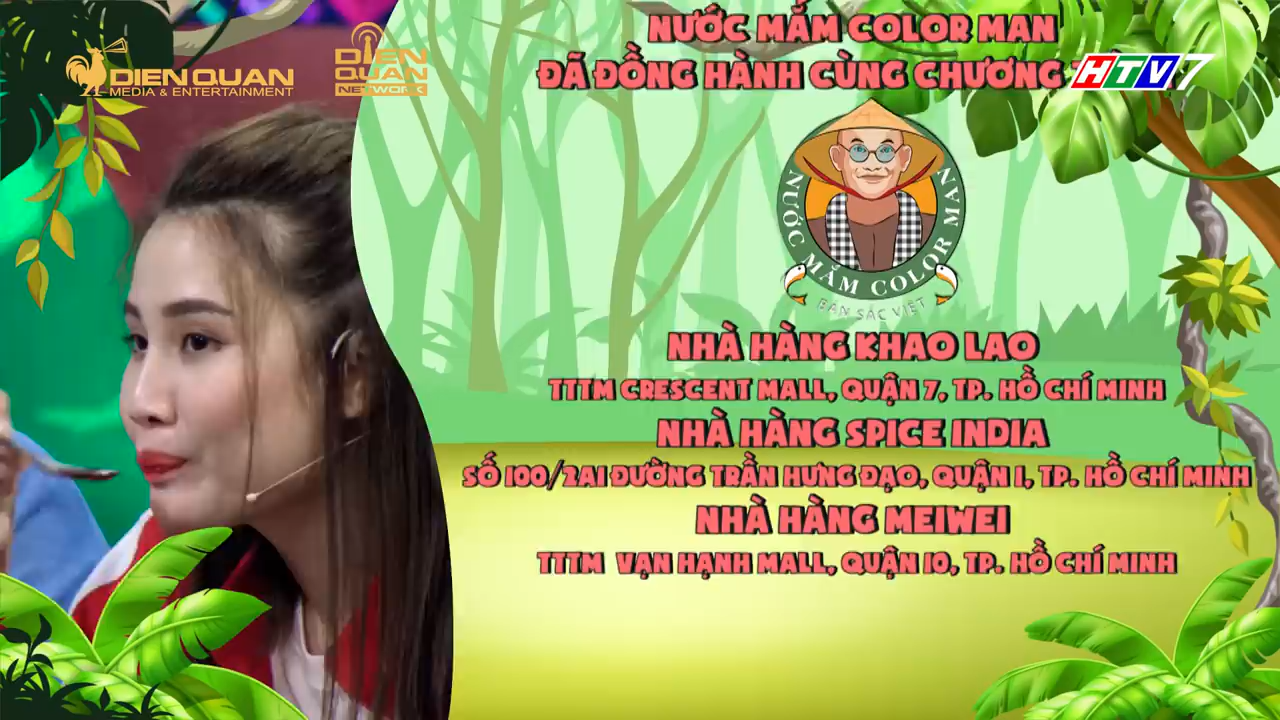 NƯỚC MẮM COLOR MAN
ĐÃ ĐỒNG HÀNH CÙNG CHƯƠNG
DIEN QUAN
MEDIA & ENTERTAINMENT
DIEN
QUAN
NETWORK
HTV7
NƯỚC MẮM COLOR MAN
BẢN SẮC VIỆT
NHÀ HÀNG KHAO LAO
TTTM CRESCENT MALL, QUẬN 7, TP. HỒ CHÍ MINH
NHÀ HÀNG SPICE INDIA
SỐ 100/2A1 ĐƯỜNG TRẦN HƯNG ĐẠO, QUẬN 1, TP. HỒ CHÍ MINH
NHÀ HÀNG MEIWEI
TTTM VẠN HẠNH MALL, QUẬN 10, TP. HỒ CHÍ MINH